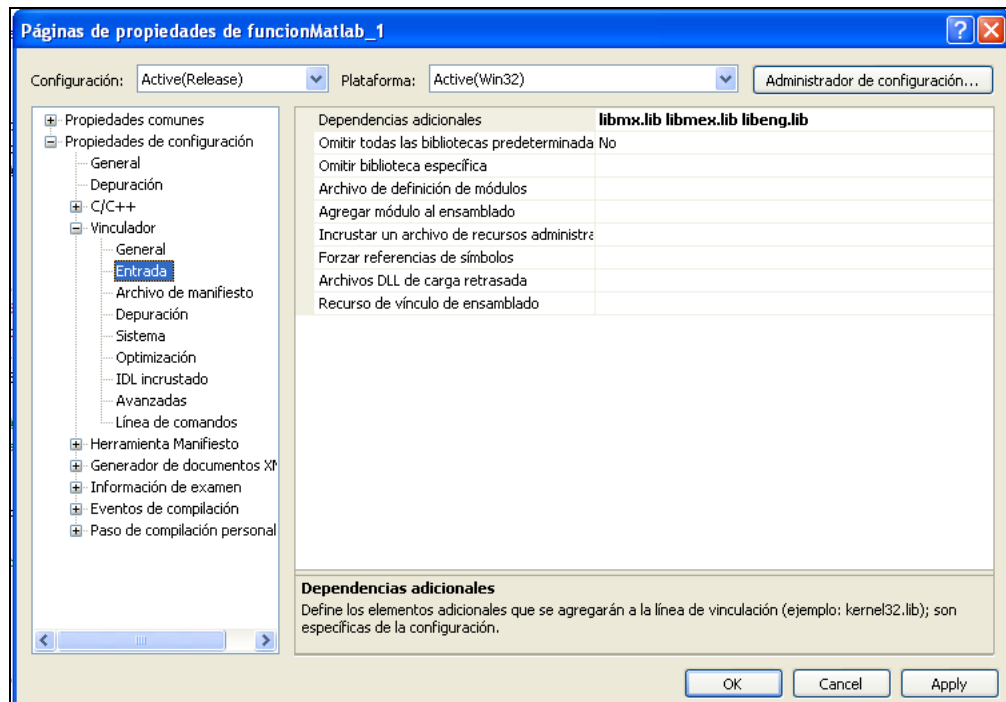 Páginas de propiedades de funcionMatlab_1
Configuración: Active(Release) Plataforma: Active(Win32) Administrador de configuración...
Propiedades comunes
Propiedades de configuración
General
Depuración
C/C++
Vinculador
General
Entrada
Archivo de manifiesto
Depuración
Sistema
Optimización
IDL incrustado
Avanzadas
Línea de comandos
Herramienta Manifiesto
Generador de documentos XM
Información de examen
Eventos de compilación
Paso de compilación personal
Dependencias adicionales libmx.lib libmex.lib libeng.lib
Omitir todas las bibliotecas predeterminada No
Omitir biblioteca específica
Archivo de definición de módulos
Agregar módulo al ensamblado
Incrustar un archivo de recursos administra
Forzar referencias de símbolos
Archivos DLL de carga retrasada
Recurso de vínculo de ensamblado
Dependencias adicionales
Define los elementos adicionales que se agregarán a la línea de vinculación (ejemplo: kernel32.lib); son
específicas de la configuración.
OK Cancel Apply